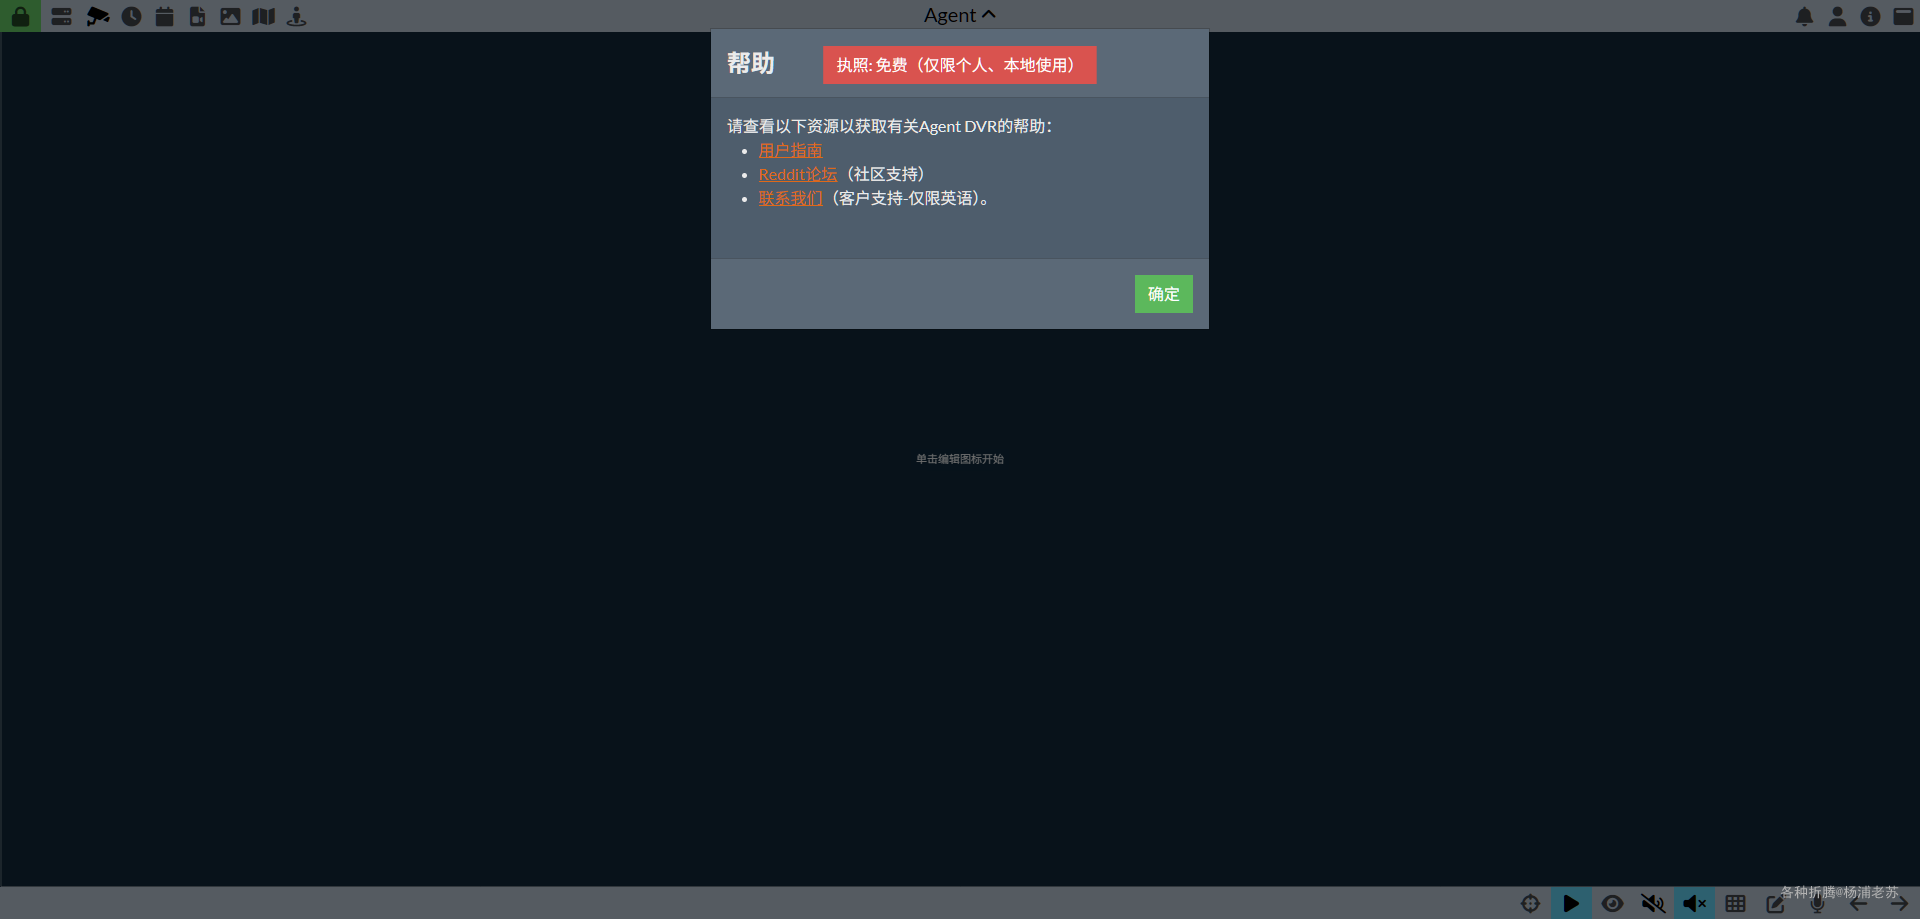 Agent
帮助
执照: 免费（仅限个人、本地使用）
请查看以下资源以获取有关Agent DVR的帮助：
用户指南
Reddit论坛（社区支持）
联系我们（客户支持-仅限英语）。
确定
单击编辑图标开始
各种折腾@杨浦老苏